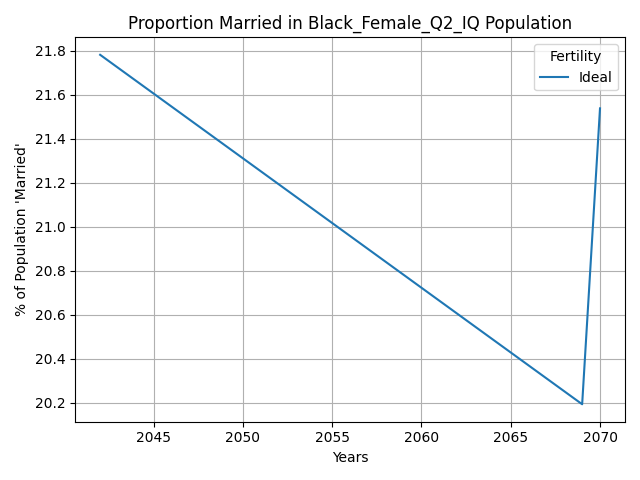 Proportion Married in Black_Female_Q2_IQ Population
Fertility
Ideal
% of Population 'Married'
21.8
21.6
21.4
21.2
21.0
20.8
20.6
20.4
20.2
2045 2050 2055 2060 2065 2070
Years